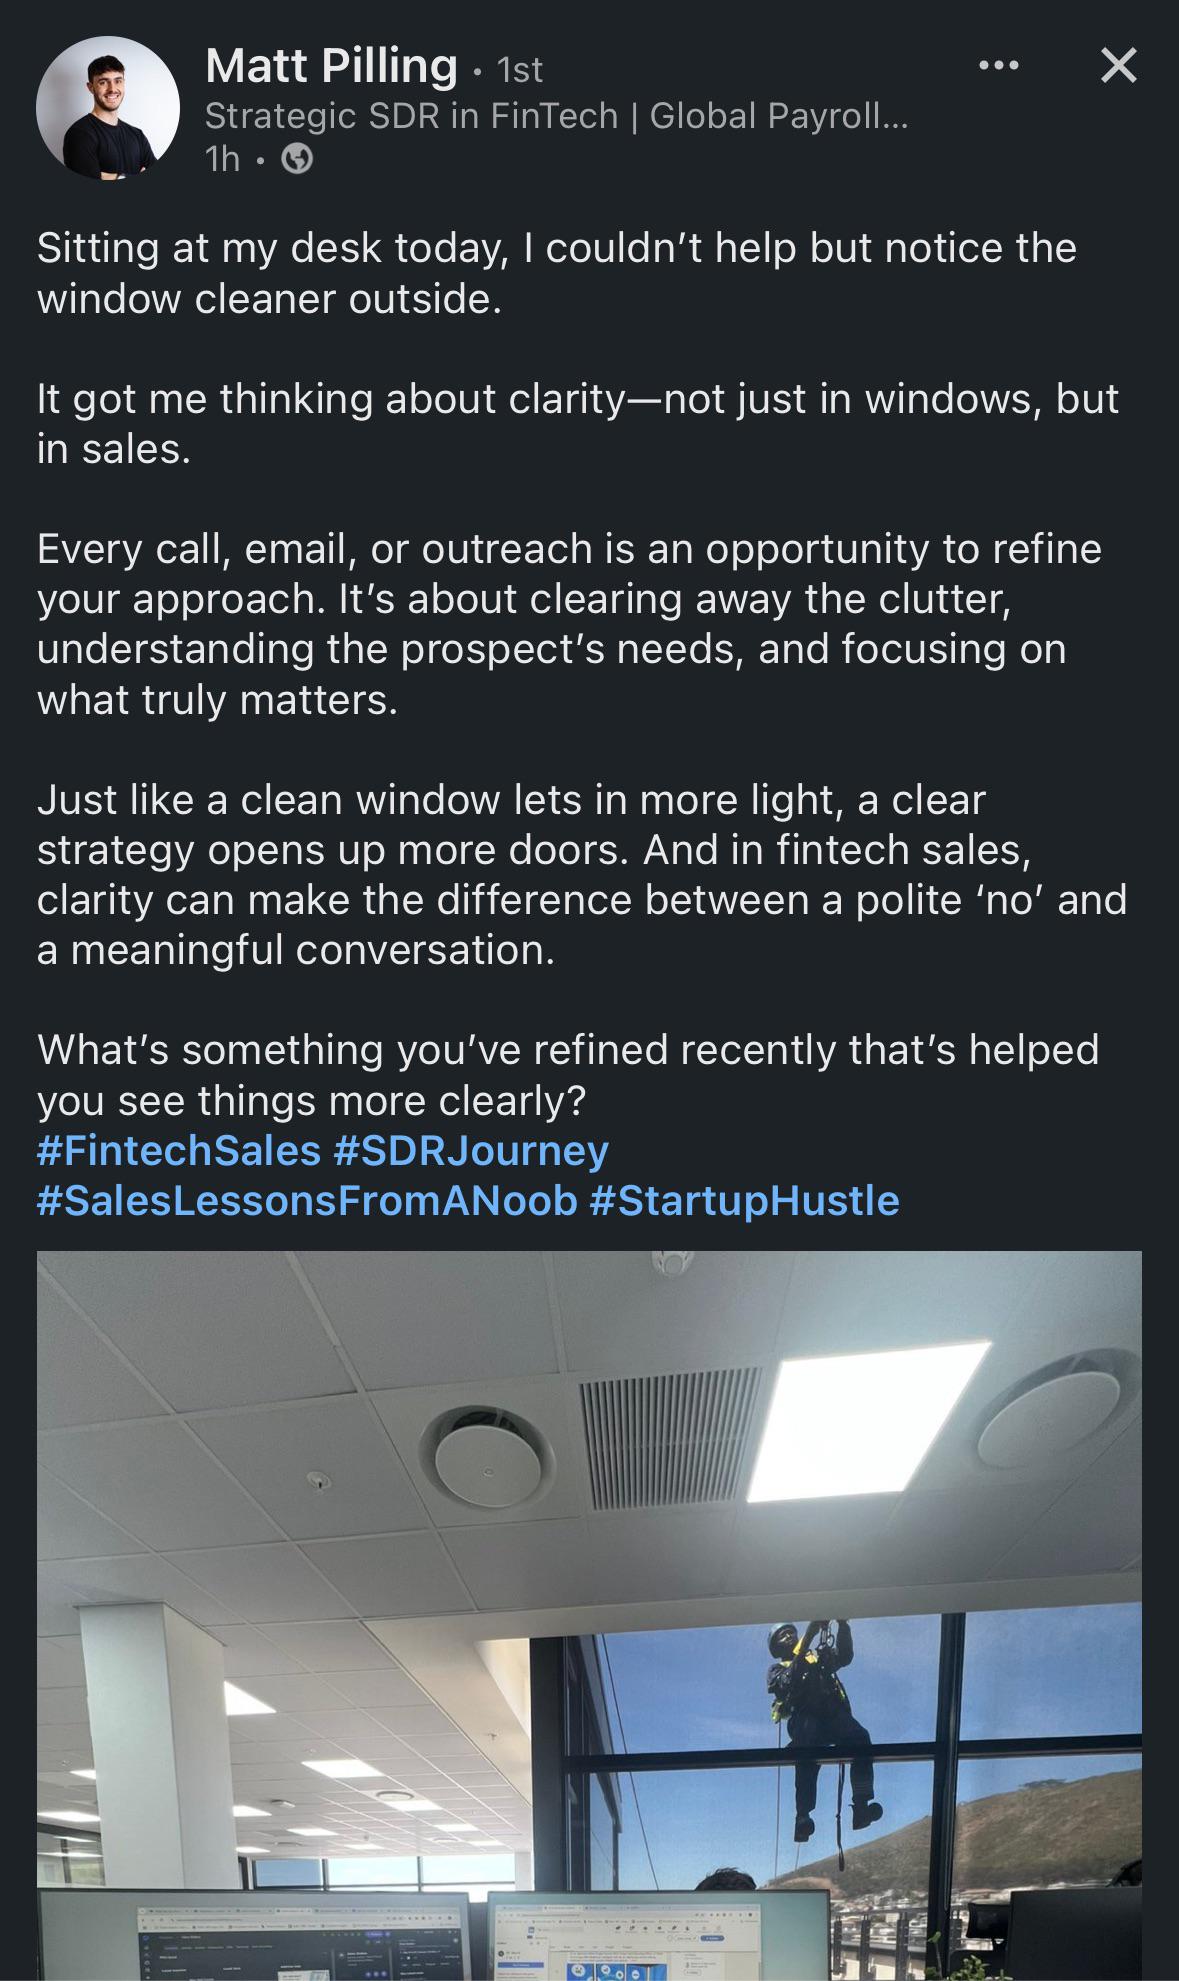 Matt Pilling • 1st
Strategic SDR in FinTech | Global Payroll...
1h •
Sitting at my desk today, I couldn’t help but notice the
window cleaner outside.
It got me thinking about clarity—not just in windows, but
in sales.
Every call, email, or outreach is an opportunity to refine
your approach. It’s about clearing away the clutter,
understanding the prospect’s needs, and focusing on
what truly matters.
Just like a clean window lets in more light, a clear
strategy opens up more doors. And in fintech sales,
clarity can make the difference between a polite ‘no’ and
a meaningful conversation.
What’s something you’ve refined recently that’s helped
you see things more clearly?
#FintechSales #SDRJourney
#SalesLessonsFromANoob #StartupHustle